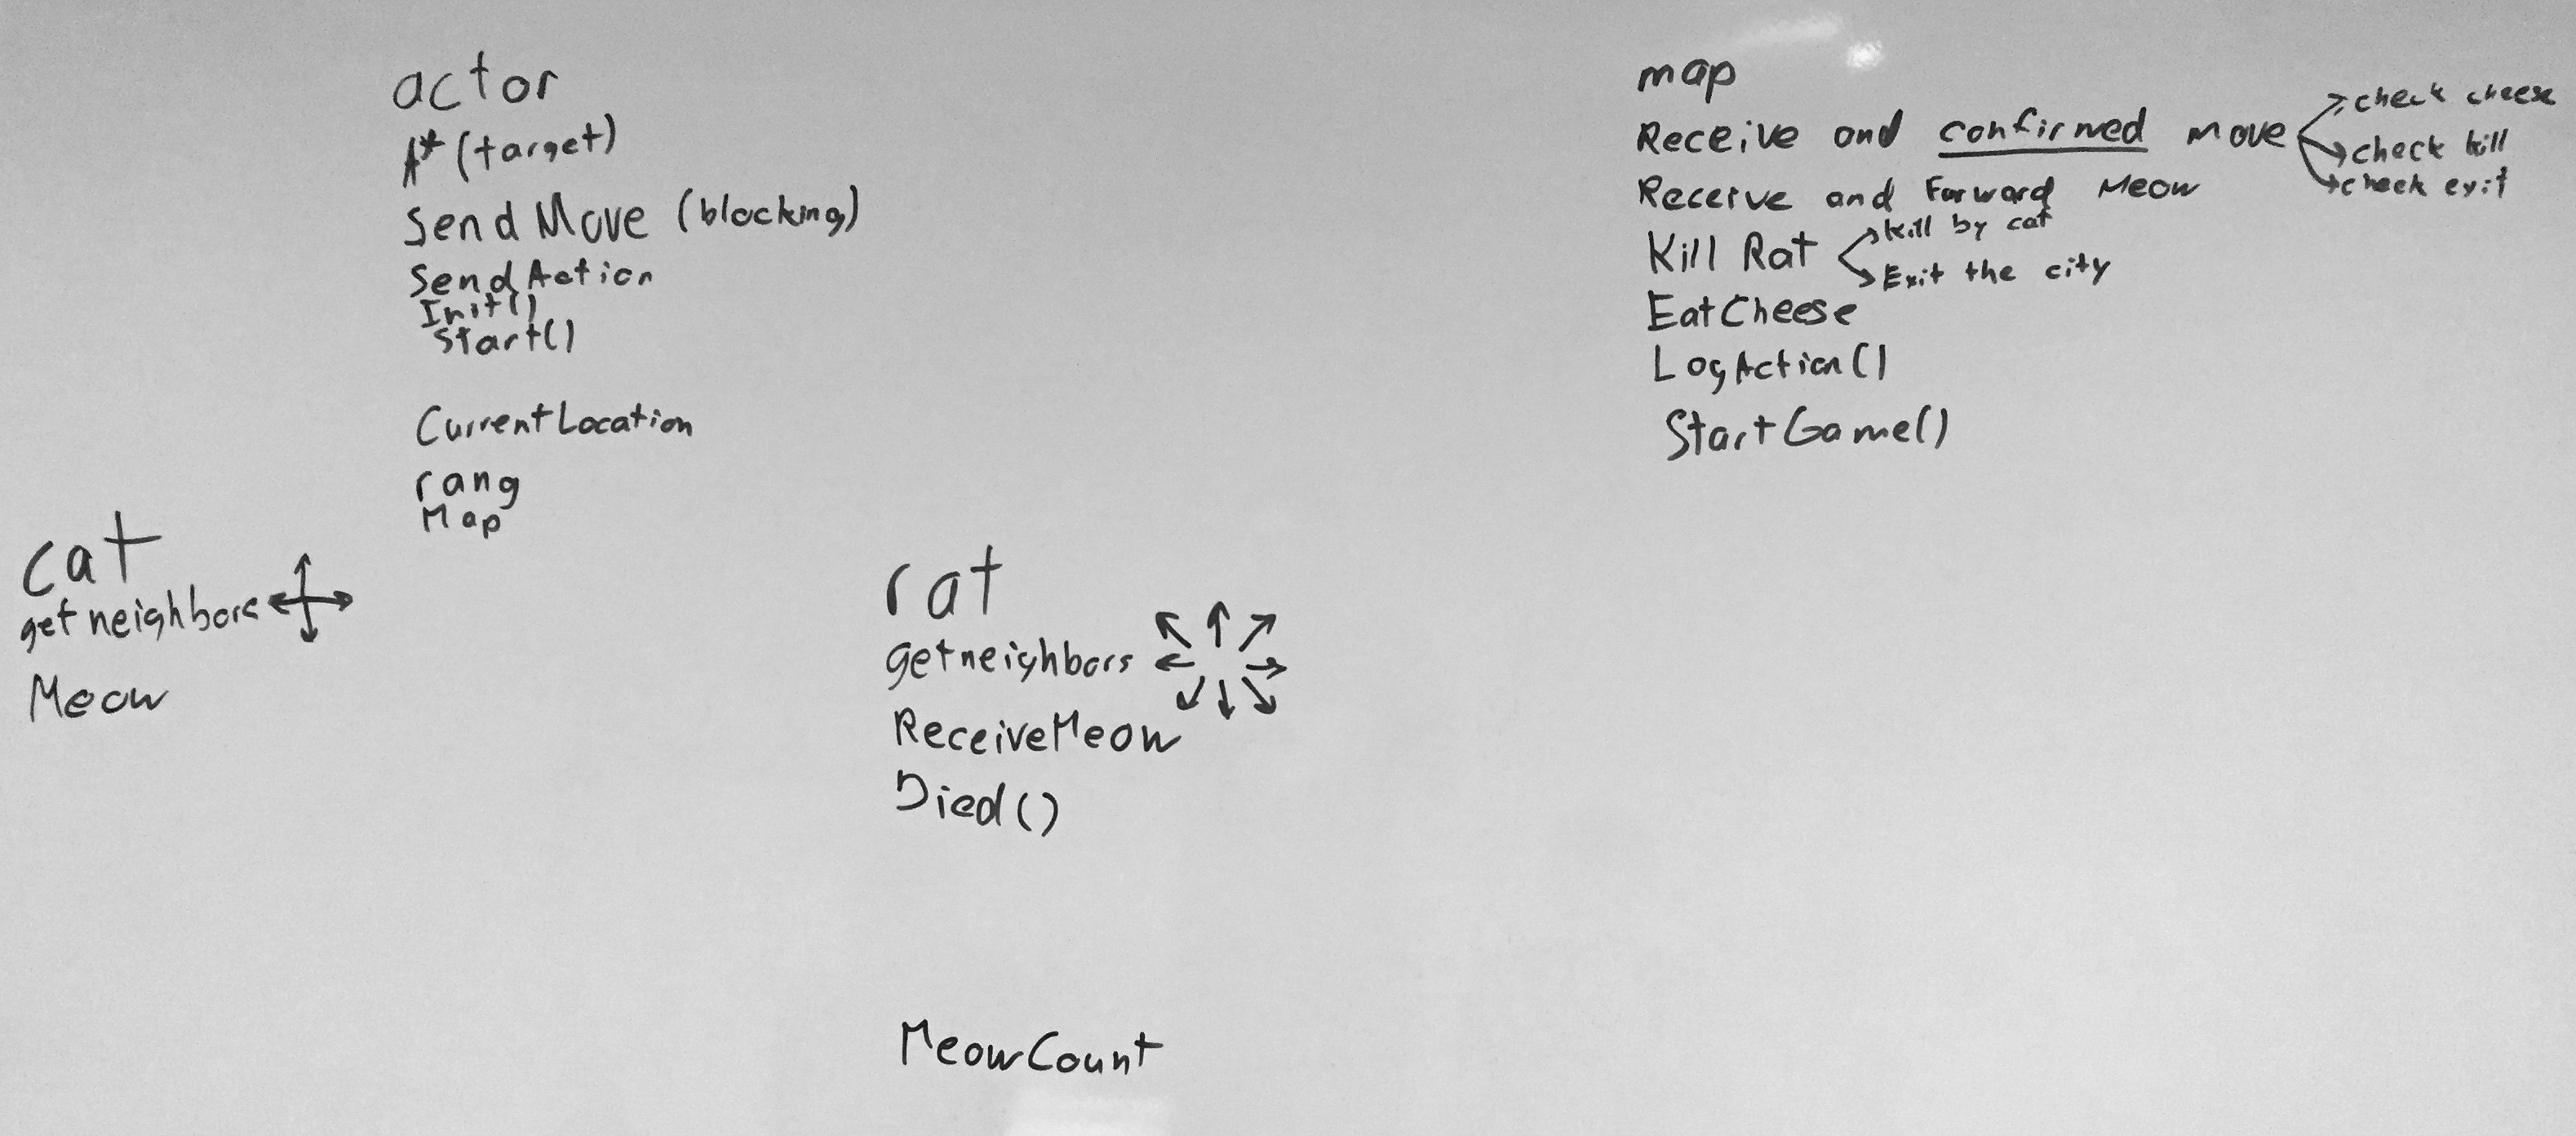 actor
A* (target)
Send Move (blocking)
Send Action
Init()
Start()
CurrentLocation
rang
Map
cat
getneighbors
Meow
rat
getneighbors
ReceiveMeow
Died()
MeowCount
map
Receive and confirmed move
check cheese
check kill
check exit
Receive and Forward Meow
Kill Rat
kill by cat
Exit the city
EatCheese
LogAction()
StartGame()